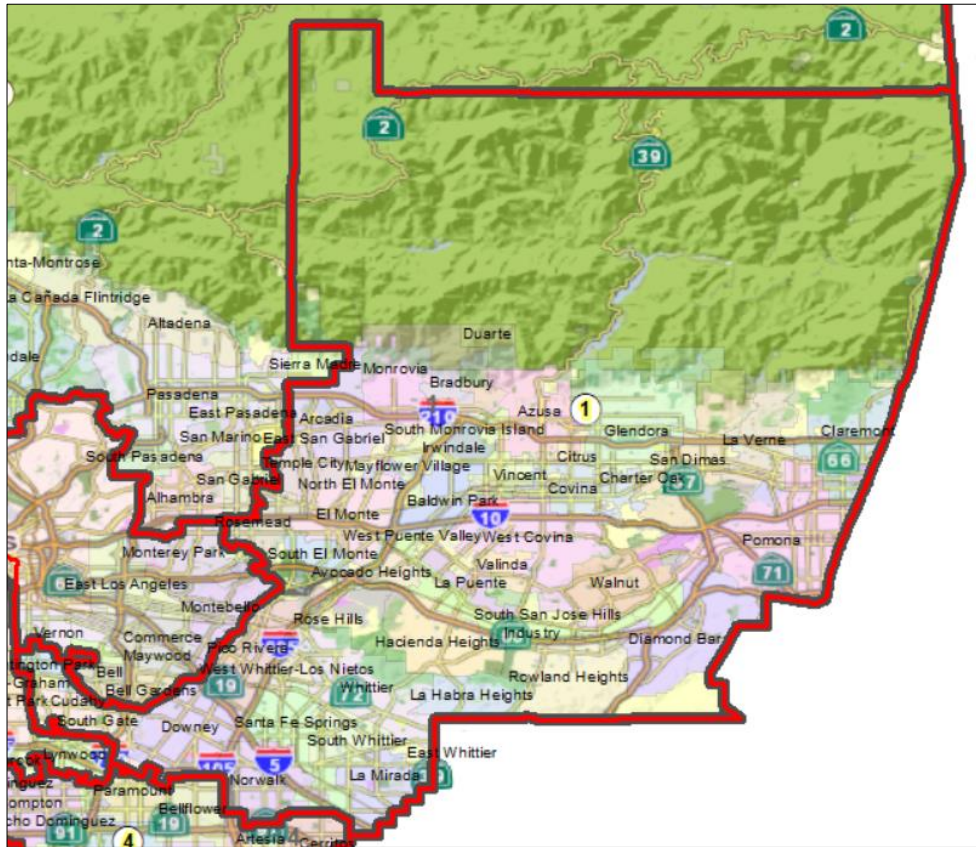 2
2
39
2
nta-Montrose
a Cañada Flintridge
Altadena
Duarte
Sierra Madre
Monrovia
Bradbury
Pasadena
East Pasadena
Arcadia
210
Azusa
1
Glendora
San Marino
East San Gabriel
South Monrovia Island
Irwindale
La Verne
Claremont
66
South Pasadena
Temple City
Mayflower Village
Citrus
San Dimas
San Gabriel
North El Monte
Vincent
Charter Oak
57
Alhambra
Baldwin Park
Covina
Rosemead
El Monte
10
West Puente Valley
West Covina
Pomona
Monterey Park
South El Monte
Valinda
71
East Los Angeles
Avocado Heights
La Puente
Walnut
Montebello
Rose Hills
South San Jose Hills
Industry
Vernon
Commerce
Hacienda Heights
Diamond Bar
Maywood
Pico Rivera
tington Park
Bell
West Whittier-Los Nietos
Rowland Heights
Graham
19
72
Whittier
t Park
Cudahy
Bell Gardens
La Habra Heights
South Gate
Downey
Santa Fe Springs
South Whittier
East Whittier
Lynwood
105
5
La Mirada
Norwalk
Paramount
Bellflower
ompton
cho Dominguez
91
19
4
Artesia
Cerritos